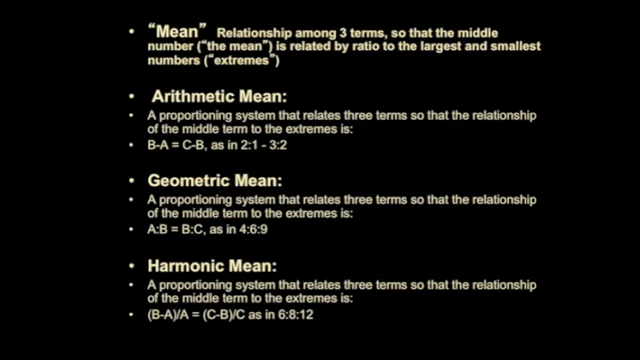 • “Mean” Relationship among 3 terms, so that the middle
number (“the mean”) is related by ratio to the largest and smallest
numbers (“extremes”)
• Arithmetic Mean:
• A proportioning system that relates three terms so that the relationship
of the middle term to the extremes is:
• B-A = C-B, as in 2:1 - 3:2
• Geometric Mean:
• A proportioning system that relates three terms so that the relationship
of the middle term to the extremes is:
• A:B = B:C, as in 4:6:9
• Harmonic Mean:
• A proportioning system that relates three terms so that the relationship
of the middle term to the extremes is:
• (B-A)/A = (C-B)/C as in 6:8:12